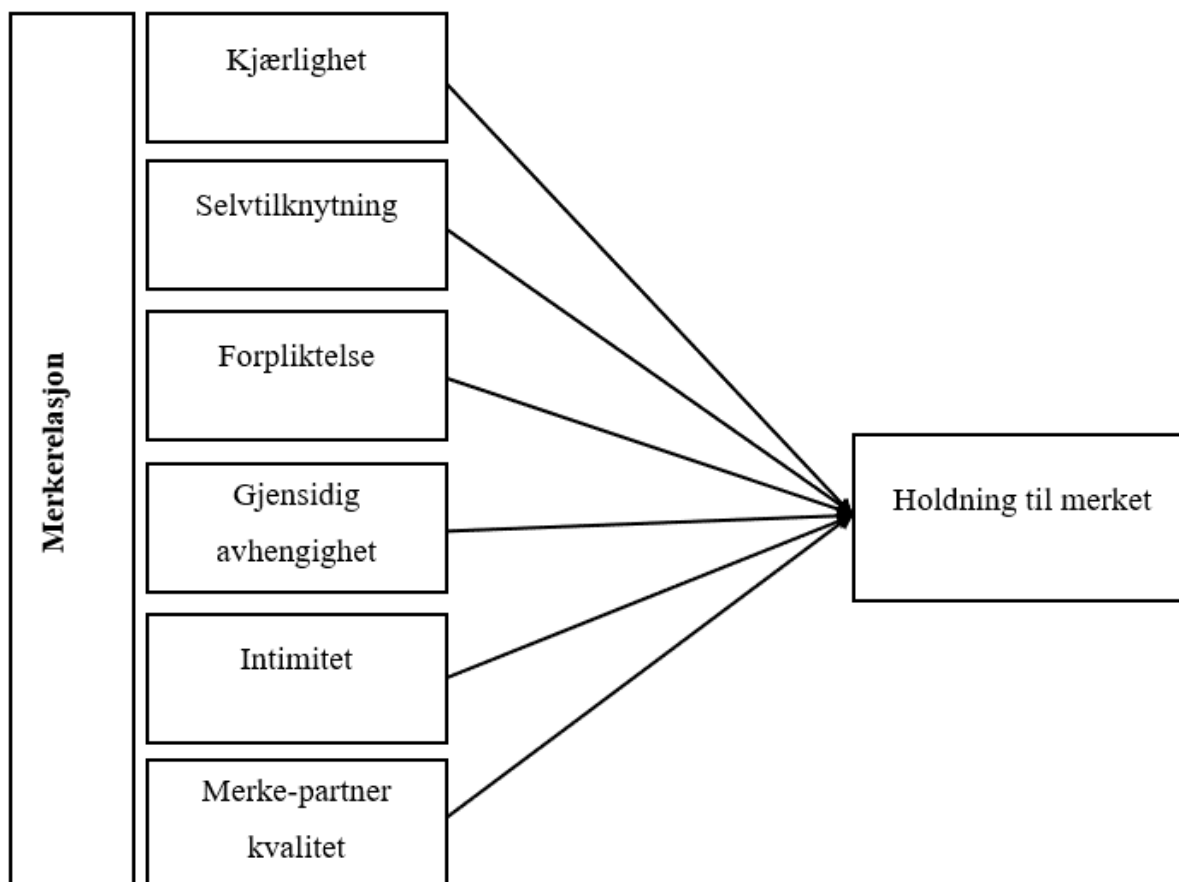 Merkerelasjon
Kjærlighet
Selvtilknytning
Forpliktelse
Gjensidig
avhengighet
Intimitet
Merke-partner
kvalitet
Holdning til merket